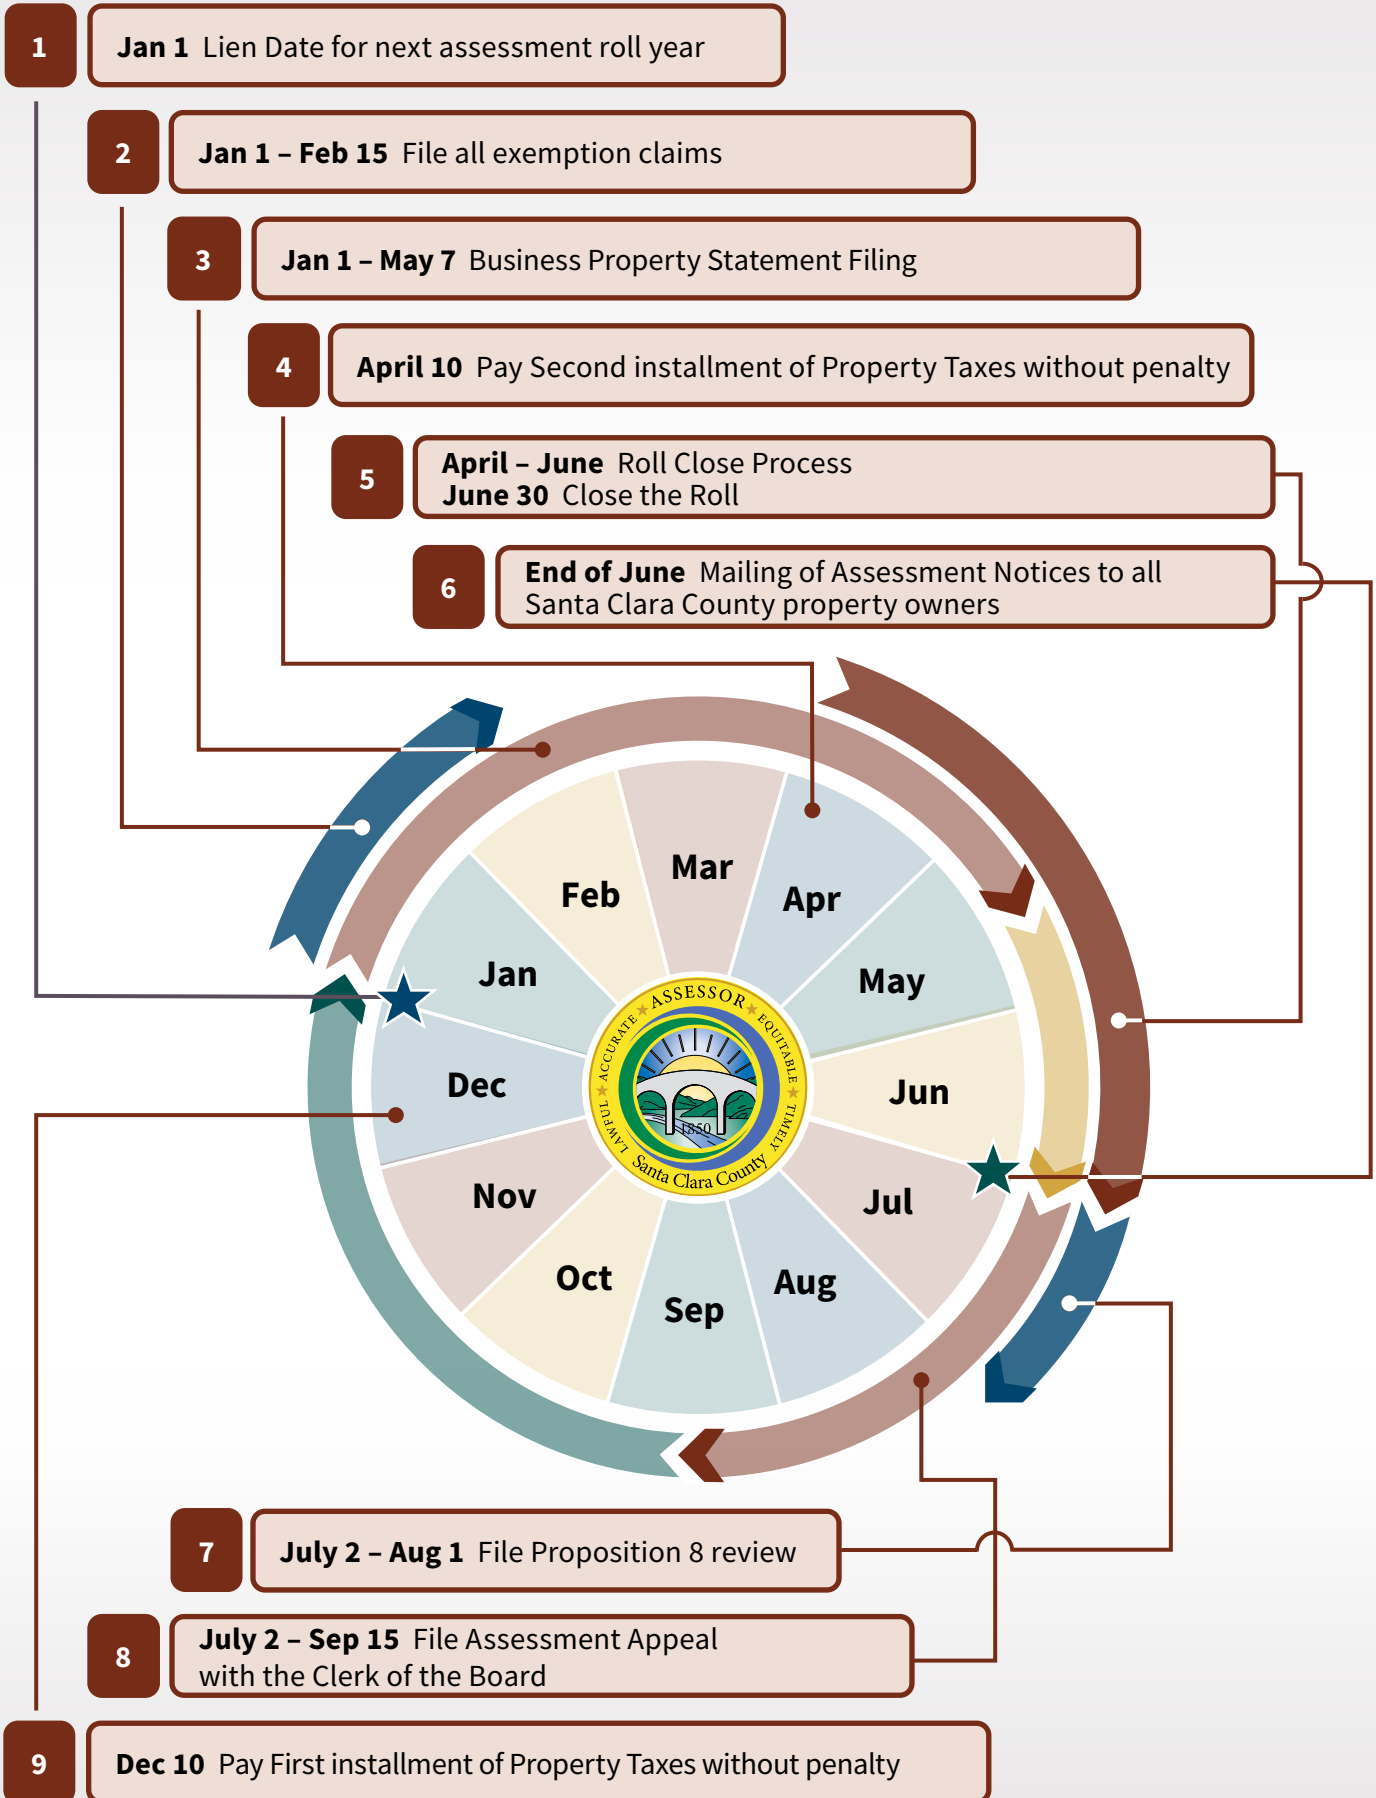 1
Jan 1 Lien Date for next assessment roll year
2
Jan 1 – Feb 15 File all exemption claims
3
Jan 1 – May 7 Business Property Statement Filing
4
April 10 Pay Second installment of Property Taxes without penalty
5
April – June Roll Close Process
June 30 Close the Roll
6
End of June Mailing of Assessment Notices to all
Santa Clara County property owners
Jan
Feb
Mar
Apr
May
Jun
Jul
Aug
Sep
Oct
Nov
Dec
LAWFUL ★ ACCURATE ★ ASSESSOR ★ EQUITABLE ★ TIMELY
1850
Santa Clara County
7
July 2 – Aug 1 File Proposition 8 review
8
July 2 – Sep 15 File Assessment Appeal
with the Clerk of the Board
9
Dec 10 Pay First installment of Property Taxes without penalty